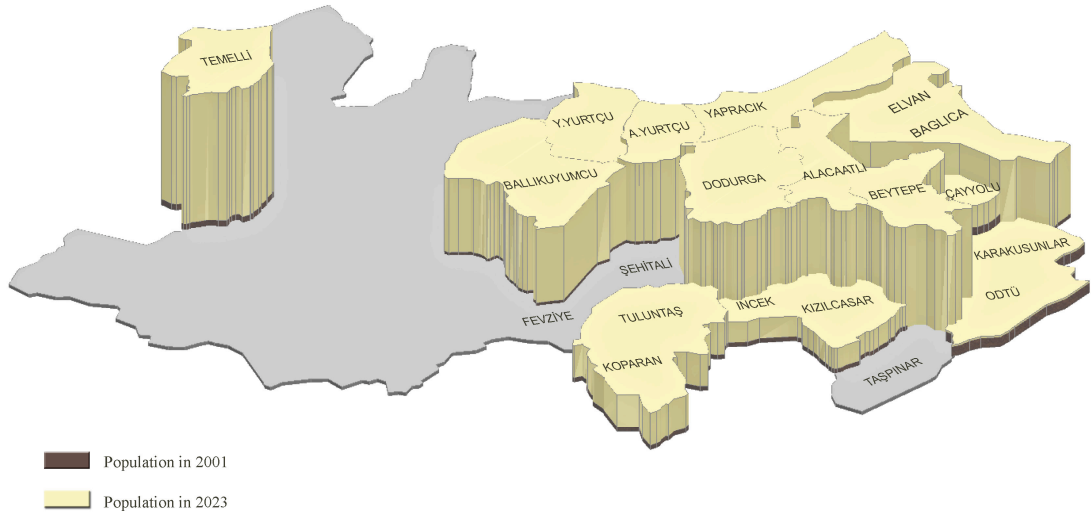 TEMELLİ
Y.YURTÇU
A.YURTÇU
YAPRACIK
ELVAN
BAGLICA
BALLIKUYUMCU
DODURGA
ALACAATLI
BEYTEPE
ÇAYYOLU
KARAKUSUNLAR
ODTÜ
ŞEHİTALİ
FEVZİYE
TULUNTAŞ
INCEK
KIZILCASAR
KOPARAN
TAŞPINAR
Population in 2001
Population in 2023